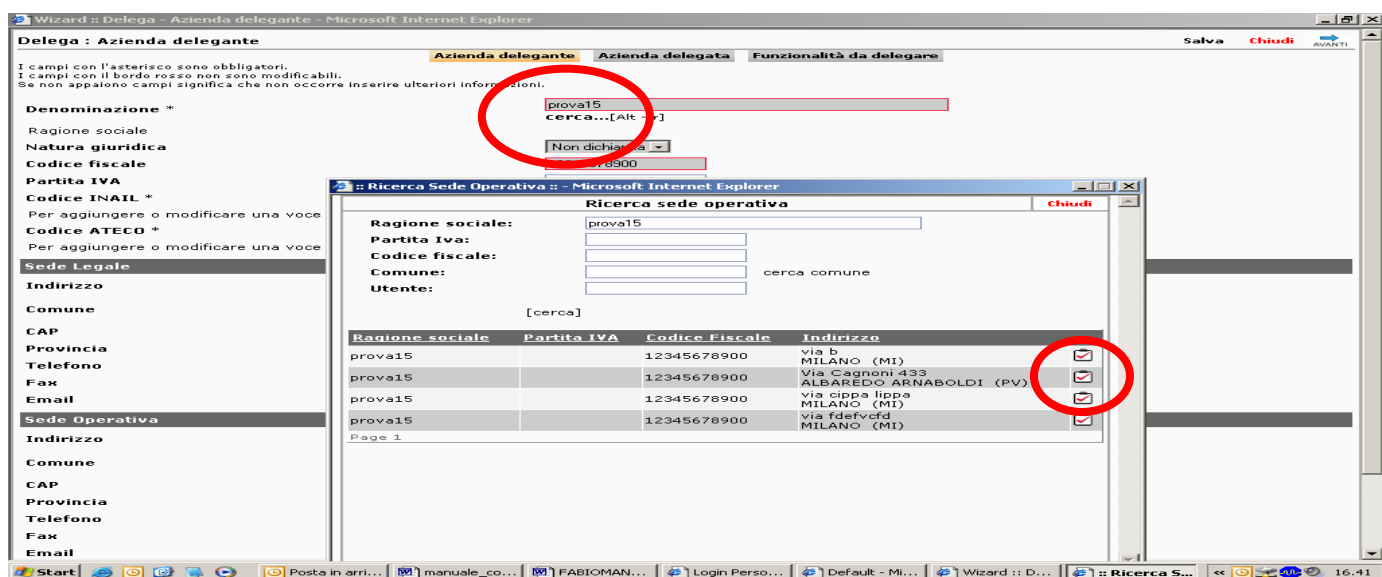 Wizard :: Delega - Azienda delegante - Microsoft Internet Explorer
Delega : Azienda delegante
Salva Chiudi AVANTI
Azienda delegante Azienda delegata Funzionalità da delegare
I campi con l'asterisco sono obbligatori.
I campi con il bordo rosso non sono modificabili.
Se non appaiono campi significa che non occorre inserire ulteriori informazioni.
Denominazione * prova15
cerca...[Alt - r]
Ragione sociale
Natura giuridica Non dichiarata
Codice fiscale 12345678900
Partita IVA
Codice INAIL *
Per aggiungere o modificare una voce
Codice ATECO *
Per aggiungere o modificare una voce
Sede Legale
Indirizzo
Comune
CAP
Provincia
Telefono
Fax
Email
Sede Operativa
Indirizzo
Comune
CAP
Provincia
Telefono
Fax
Email
:: Ricerca Sede Operativa :: - Microsoft Internet Explorer
Ricerca sede operativa Chiudi
Ragione sociale: prova15
Partita Iva:
Codice fiscale:
Comune: cerca comune
Utente:
[cerca]
Ragione sociale Partita IVA Codice Fiscale Indirizzo
prova15 12345678900 via b
MILANO (MI)
prova15 12345678900 Via Cagnoni 433
ALBAREDO ARNABOLDI (PV)
prova15 12345678900 via cippa lippa
MILANO (MI)
prova15 12345678900 via fdefvcfd
MILANO (MI)
Page 1
Start Posta in arri... manuale_co... FABIOMAN... Login Perso... Default - Mi... Wizard :: D... :: Ricerca S... « 16.41